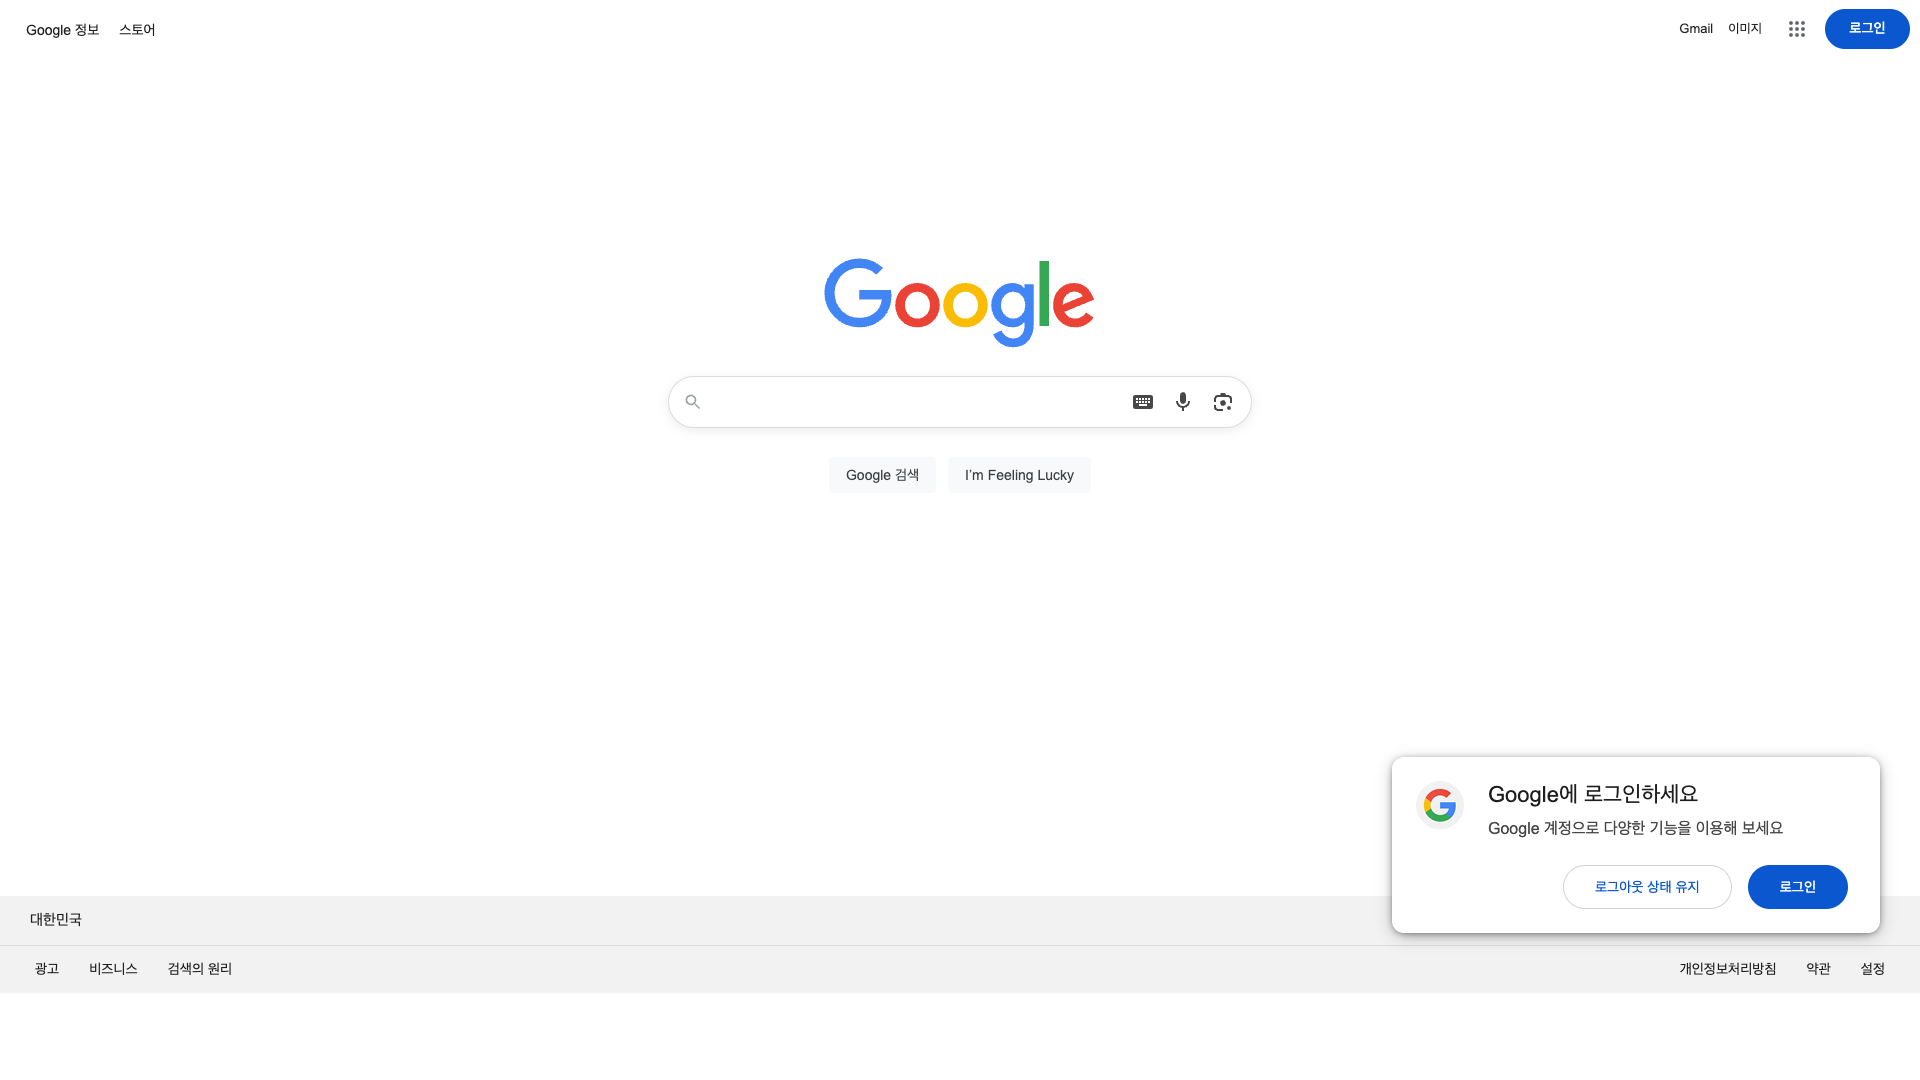 Google 정보 스토어
Gmail 이미지 로그인
Google
Google 검색 I'm Feeling Lucky
Google에 로그인하세요
Google 계정으로 다양한 기능을 이용해 보세요
로그아웃 상태 유지 로그인
대한민국
광고 비즈니스 검색의 원리
개인정보처리방침 약관 설정